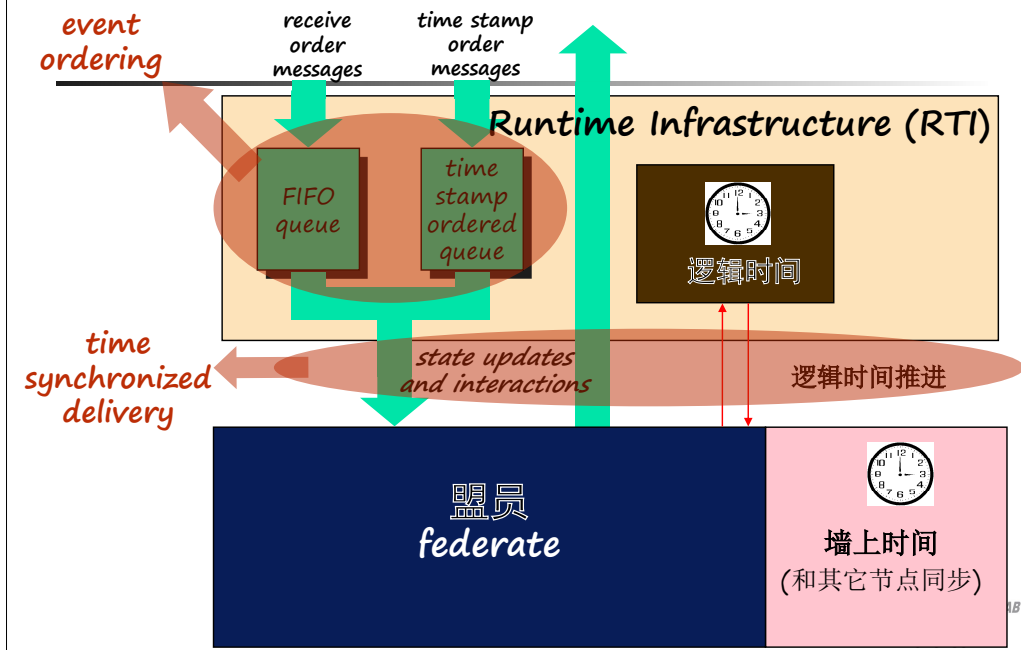 event
ordering
receive
order
messages
time stamp
order
messages
Runtime Infrastructure (RTI)
FIFO
queue
time
stamp
ordered
queue
逻辑时间
time
synchronized
delivery
state updates
and interactions
逻辑时间推进
盟员
federate
墙上时间
(和其它节点同步)
AB